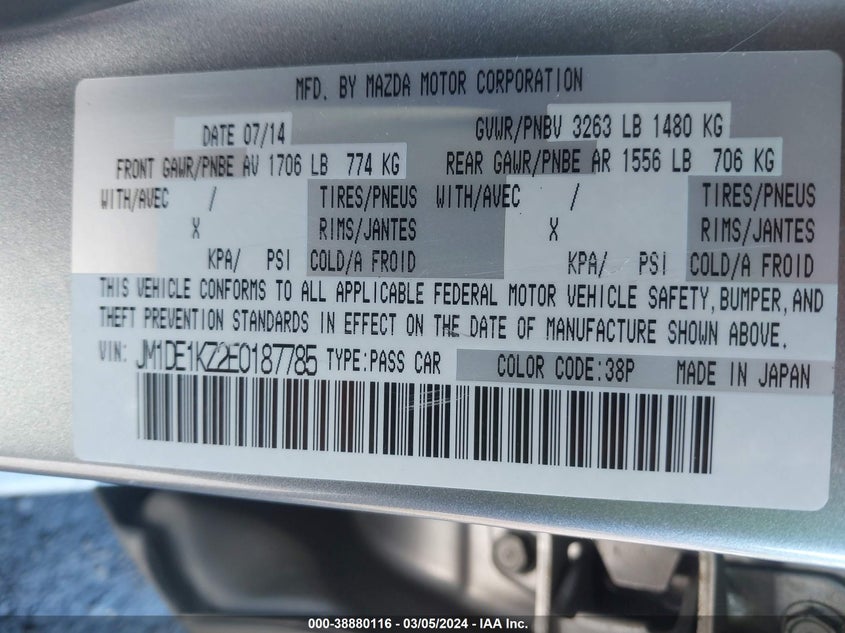 MFD. BY MAZDA MOTOR CORPORATION
DATE 07/14 GVWR/PNBV 3263 LB 1480 KG
FRONT GAWR/PNBE AV 1706 LB 774 KG REAR GAWR/PNBE AR 1556 LB 706 KG
WITH/AVEC / TIRES/PNEUS WITH/AVEC / TIRES/PNEUS
X RIMS/JANTES X RIMS/JANTES
KPA/ PSI COLD/A FROID KPA/ PSI COLD/A FROID
THIS VEHICLE CONFORMS TO ALL APPLICABLE FEDERAL MOTOR VEHICLE SAFETY, BUMPER, AND
THEFT PREVENTION STANDARDS IN EFFECT ON THE DATE OF MANUFACTURE SHOWN ABOVE.
VIN: JM1DE1KZ2E0187785 TYPE:PASS CAR COLOR CODE:38P MADE IN JAPAN
000-38880116 — 03/05/2024 — IAA Inc.